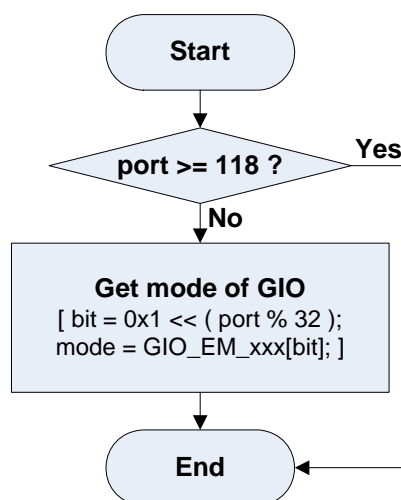 Start
port >= 118 ?
Yes
No
Get mode of GIO
[ bit = 0x1 << ( port % 32 );
mode = GIO_EM_xxx[bit]; ]
End